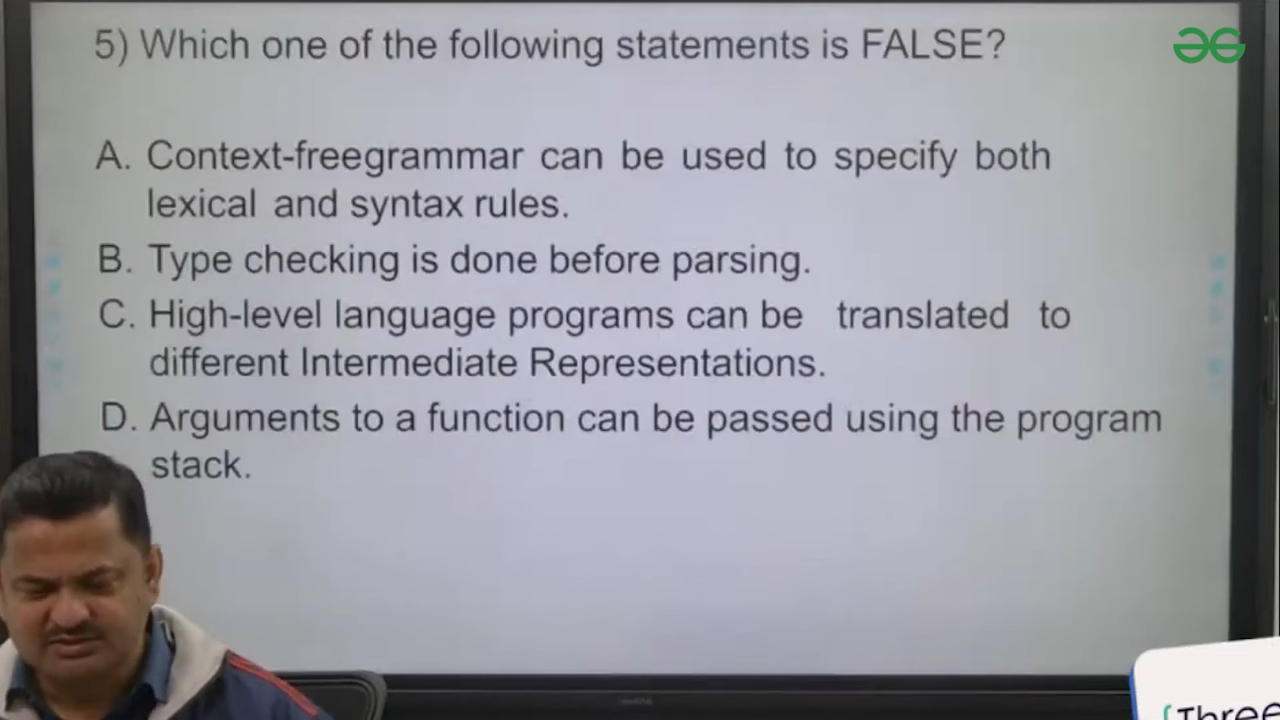 5) Which one of the following statements is FALSE?
A. Context-freegrammar can be used to specify both
lexical and syntax rules.
B. Type checking is done before parsing.
C. High-level language programs can be translated to
different Intermediate Representations.
D. Arguments to a function can be passed using the program
stack.
{Three